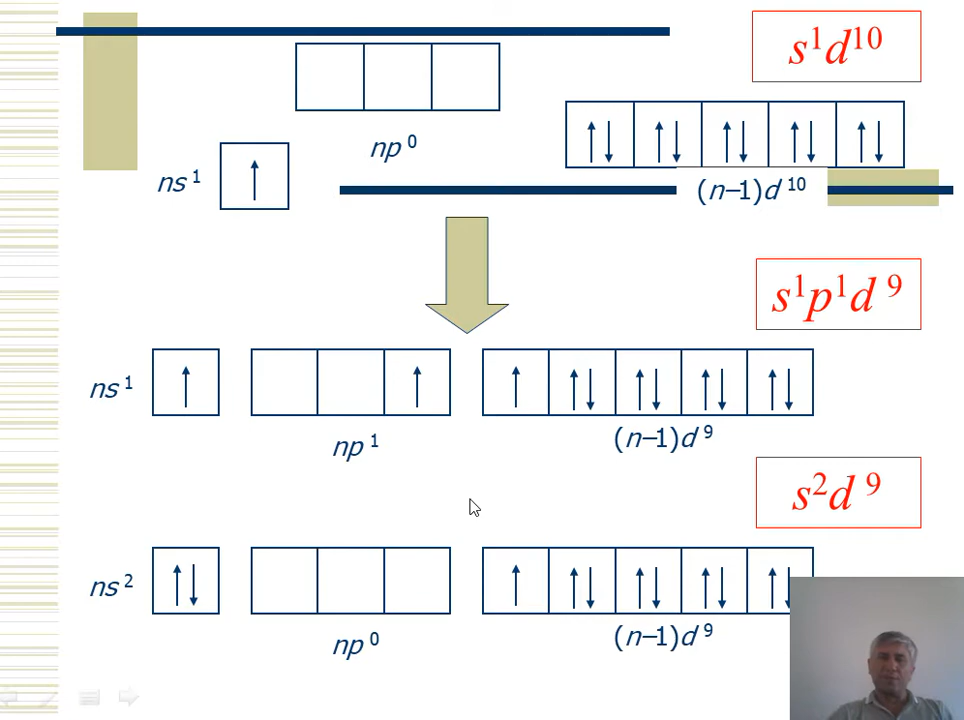 s¹d¹⁰
np⁰
ns¹
(n–1)d¹⁰
s¹p¹d⁹
ns¹
np¹
(n–1)d⁹
s²d⁹
ns²
np⁰
(n–1)d⁹